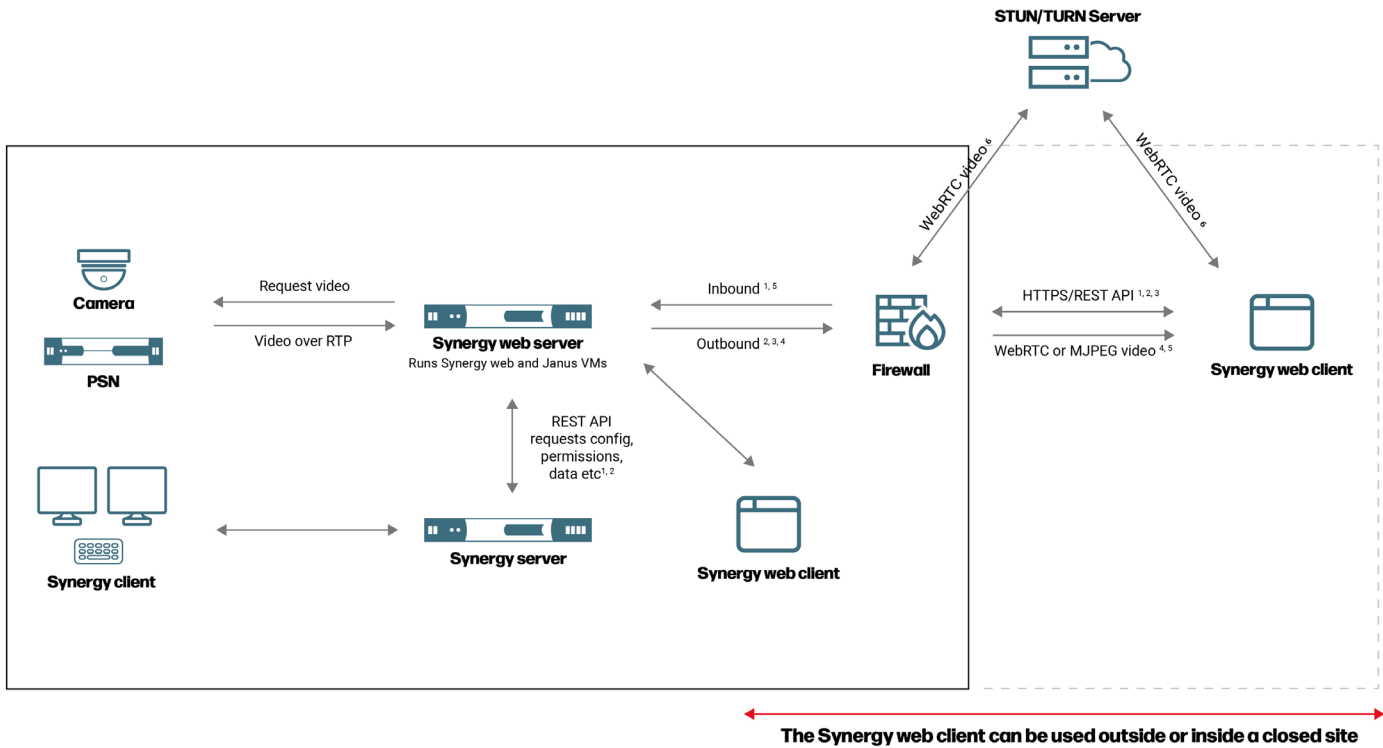 STUN/TURN Server
WebRTC video 6
WebRTC video 6
Camera
PSN
Request video
Video over RTP
Synergy web server
Runs Synergy web and Janus VMs
Inbound 1, 5
Outbound 2, 3, 4
Firewall
HTTPS/REST API 1, 2, 3
WebRTC or MJPEG video 4, 5
Synergy web client
REST API
requests config,
permissions,
data etc1, 2
Synergy client
Synergy server
Synergy web client
The Synergy web client can be used outside or inside a closed site